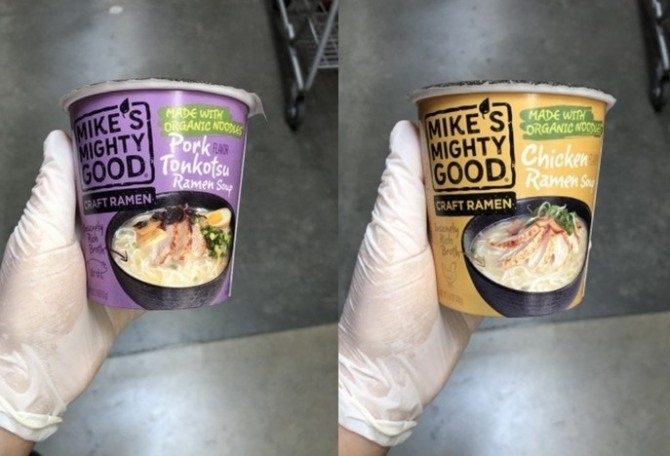 MADE WITH
ORGANIC NOODLES
MIKE'S
MIGHTY
GOOD
CRAFT RAMEN
Pork FLAVOR
Tonkotsu
Ramen Soup
MADE WITH
ORGANIC NOODLES
MIKE'S
MIGHTY
GOOD
CRAFT RAMEN
Chicken
Ramen Soup